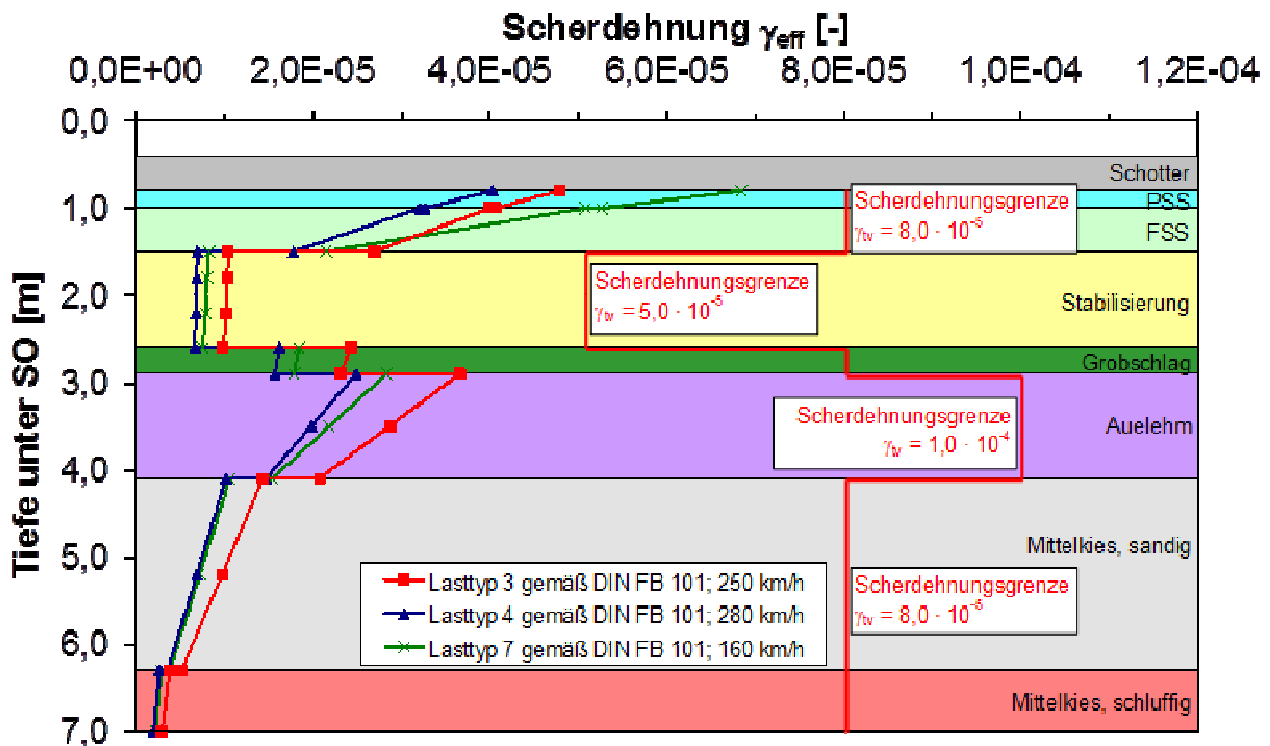 Scherdehnung γeff [-]
0,0E+00 2,0E-05 4,0E-05 6,0E-05 8,0E-05 1,0E-04 1,2E-04
Tiefe unter SO [m]
0,0
1,0
2,0
3,0
4,0
5,0
6,0
7,0
Schotter
PSS
FSS
Scherdehnungsgrenze
γtv = 8,0 · 10⁻⁵
Scherdehnungsgrenze
γtv = 5,0 · 10⁻⁵
Stabilisierung
Grobschlag
Scherdehnungsgrenze
γtv = 1,0 · 10⁻⁴
Auelehm
Mittelkies, sandig
Lasttyp 3 gemäß DIN FB 101; 250 km/h
Lasttyp 4 gemäß DIN FB 101; 280 km/h
Lasttyp 7 gemäß DIN FB 101; 160 km/h
Scherdehnungsgrenze
γtv = 8,0 · 10⁻⁵
Mittelkies, schluffig